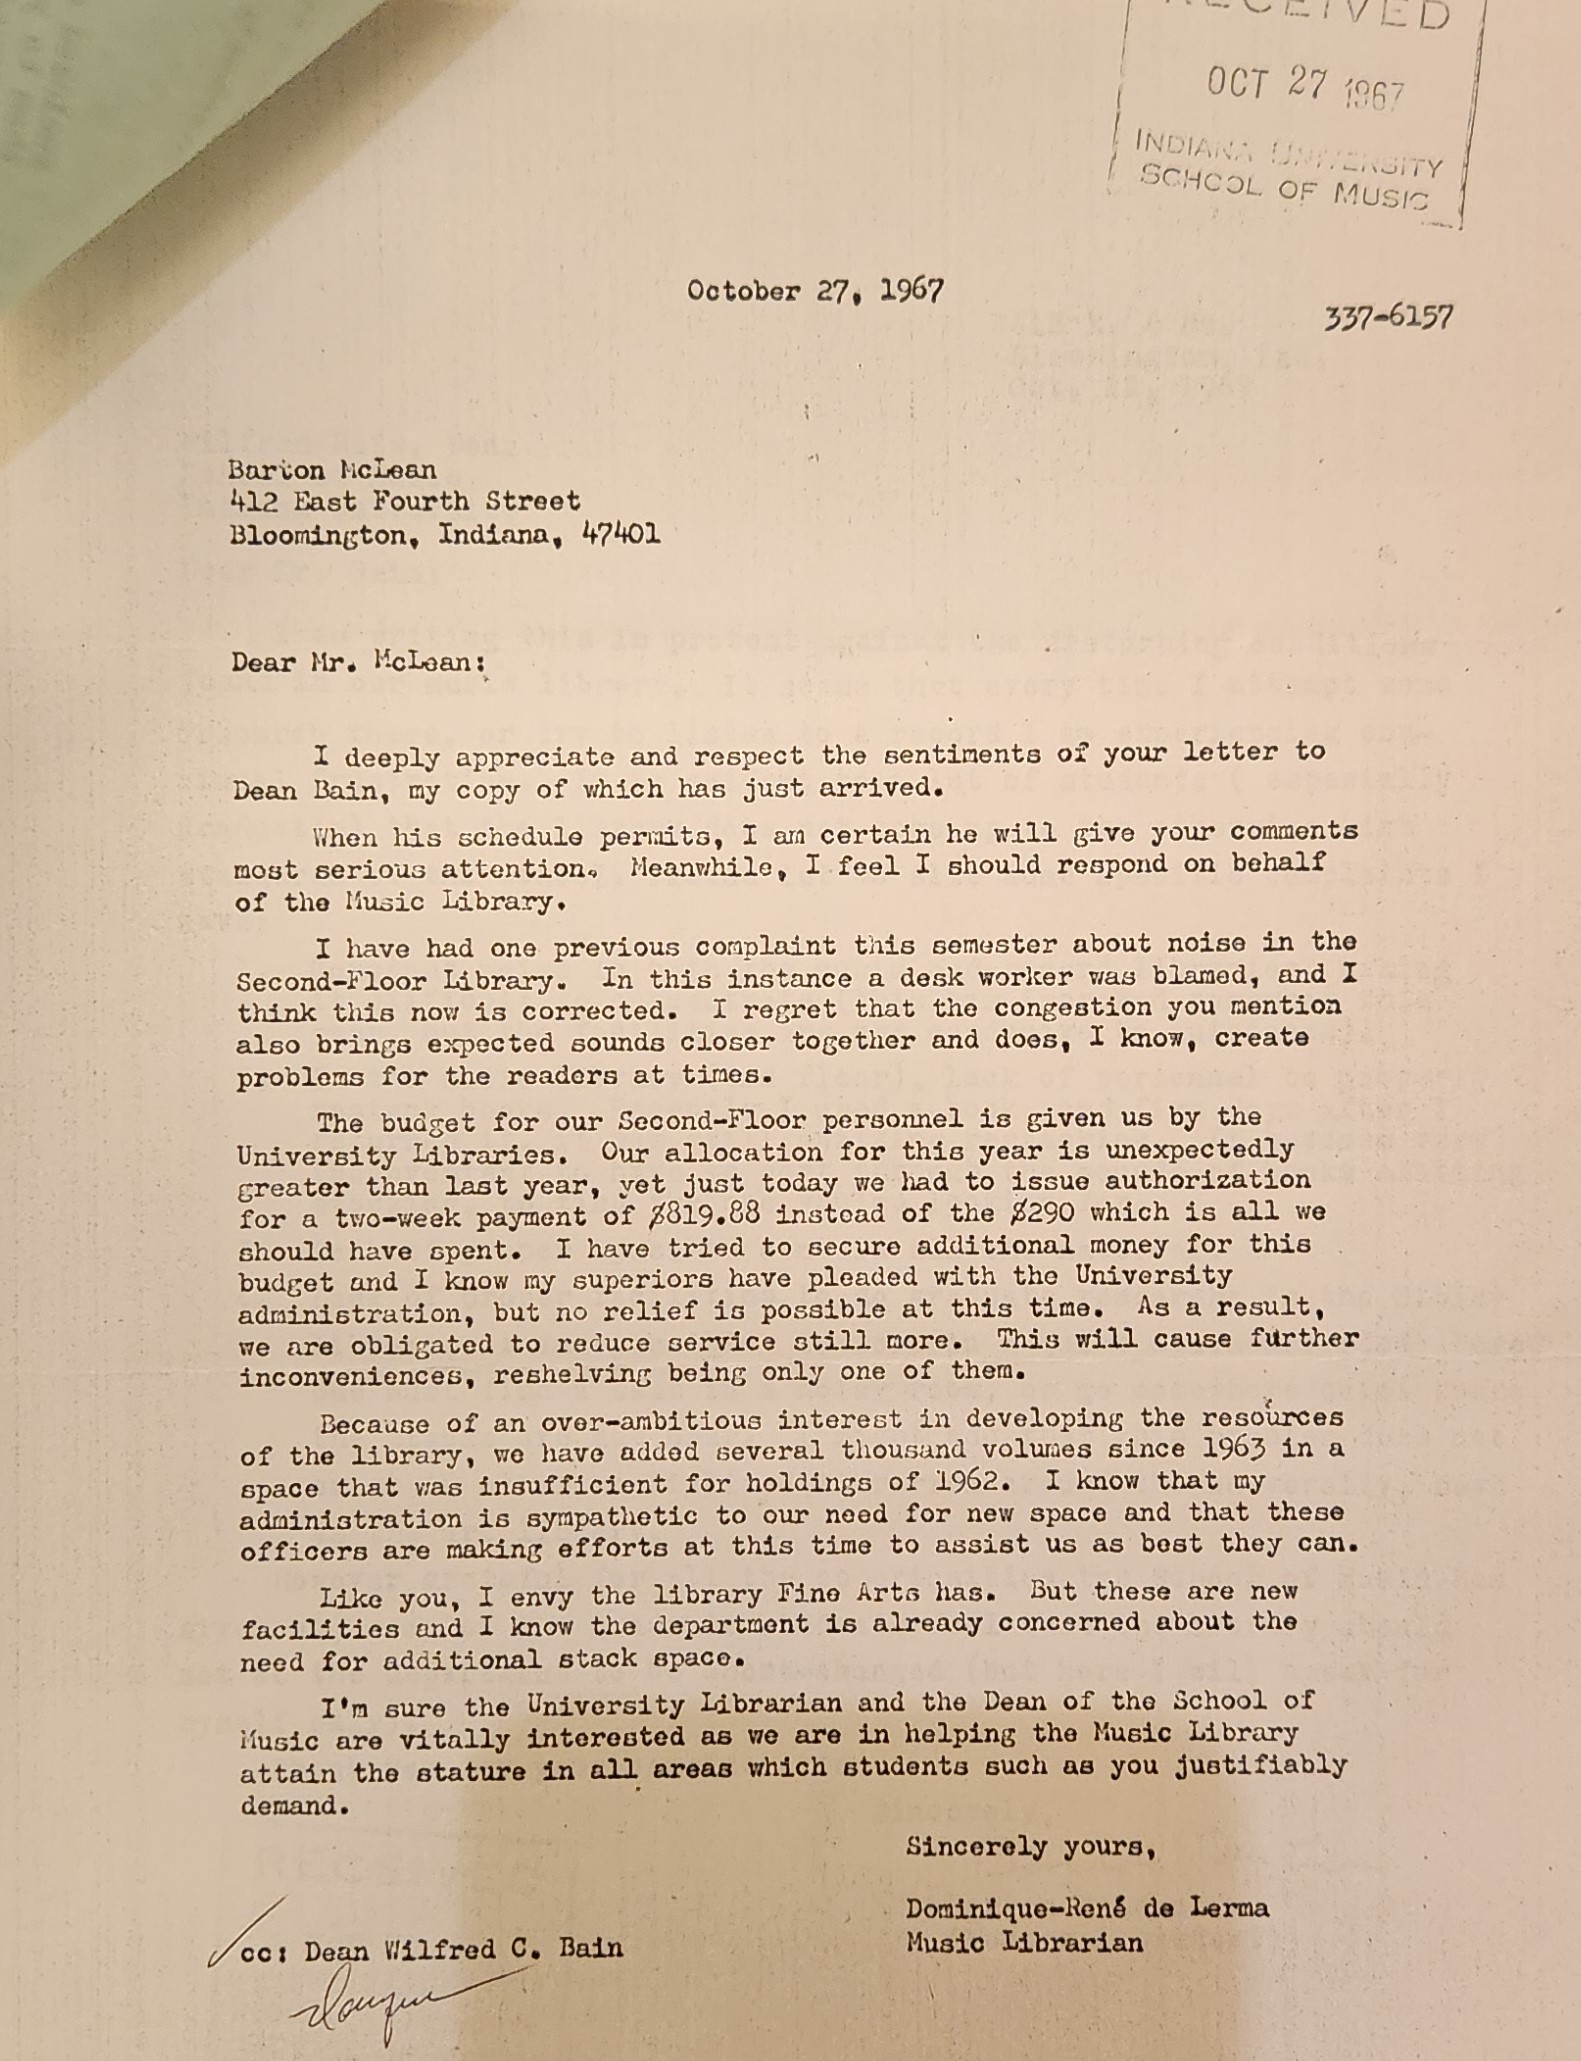 RECEIVED
OCT 27 1967
INDIANA UNIVERSITY
SCHOOL OF MUSIC
October 27, 1967
337-6157
Barton McLean
412 East Fourth Street
Bloomington, Indiana, 47401
Dear Mr. McLean:
I deeply appreciate and respect the sentiments of your letter to
Dean Bain, my copy of which has just arrived.
When his schedule permits, I am certain he will give your comments
most serious attention. Meanwhile, I feel I should respond on behalf
of the Music Library.
I have had one previous complaint this semester about noise in the
Second-Floor Library. In this instance a desk worker was blamed, and I
think this now is corrected. I regret that the congestion you mention
also brings expected sounds closer together and does, I know, create
problems for the readers at times.
The budget for our Second-Floor personnel is given us by the
University Libraries. Our allocation for this year is unexpectedly
greater than last year, yet just today we had to issue authorization
for a two-week payment of $819.88 instead of the $290 which is all we
should have spent. I have tried to secure additional money for this
budget and I know my superiors have pleaded with the University
administration, but no relief is possible at this time. As a result,
we are obligated to reduce service still more. This will cause further
inconveniences, reshelving being only one of them.
Because of an over-ambitious interest in developing the resources
of the library, we have added several thousand volumes since 1963 in a
space that was insufficient for holdings of 1962. I know that my
administration is sympathetic to our need for new space and that these
officers are making efforts at this time to assist us as best they can.
Like you, I envy the library Fine Arts has. But these are new
facilities and I know the department is already concerned about the
need for additional stack space.
I'm sure the University Librarian and the Dean of the School of
Music are vitally interested as we are in helping the Music Library
attain the stature in all areas which students such as you justifiably
demand.
Sincerely yours,
Dominique-René de Lerma
Music Librarian
cc: Dean Wilfred C. Bain